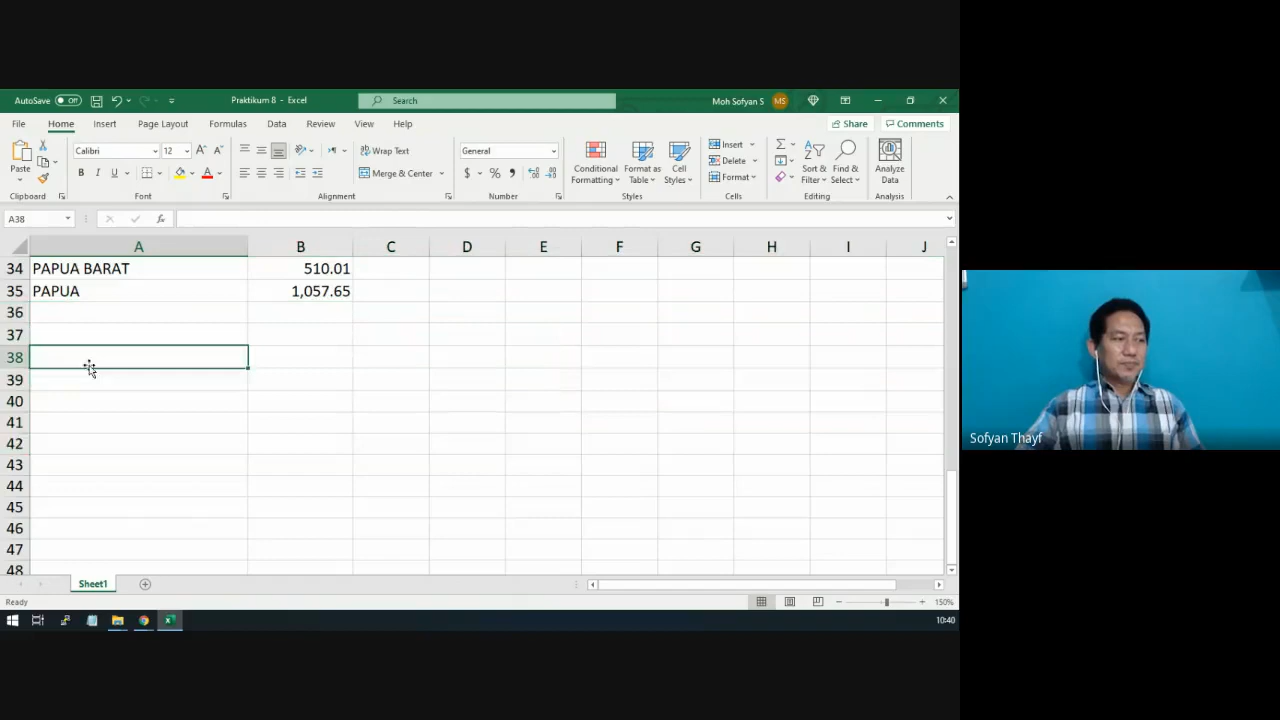 AutoSave Off Praktikum 8 - Excel Search Moh Sofyan S MS
File Home Insert Page Layout Formulas Data Review View Help Share Comments
Paste Calibri 12 Wrap Text General Conditional Formatting Format as Table Cell Styles Insert Sort & Filter Find & Select Analyze Data
B I U Merge & Center $ % Delete
Format
Clipboard Font Alignment Number Styles Cells Editing Analysis
A38 fx
A B C D E F G H I J
34 PAPUA BARAT 510.01
35 PAPUA 1,057.65
36
37
38
39
40
41
42
43
44
45
46
47
48
Sheet1
Ready 150%
10:40
Sofyan Thayf